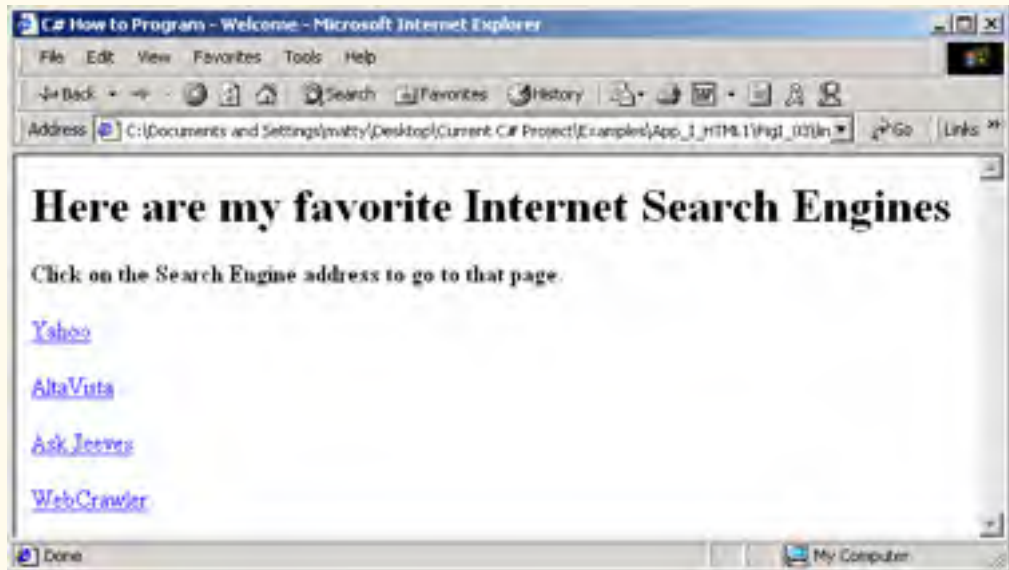 C# How to Program - Welcome - Microsoft Internet Explorer
File Edit View Favorites Tools Help
Back Search Favorites History
Address C:\Documents and Settings\matty\Desktop\Current C# Project\Examples\App_I_HTML1\FigI_03\lin Go Links »
Here are my favorite Internet Search Engines
Click on the Search Engine address to go to that page.
Yahoo
AltaVista
Ask Jeeves
WebCrawler
Done My Computer